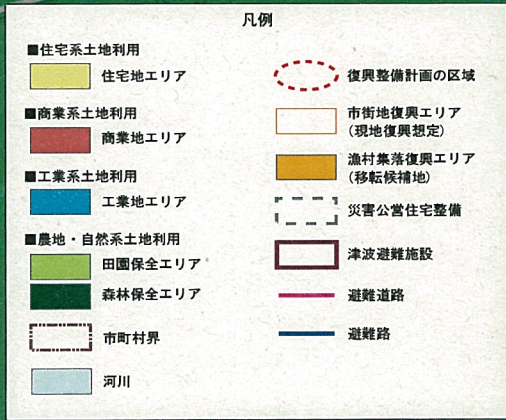 凡例
■住宅系土地利用
住宅地エリア
■商業系土地利用
商業地エリア
■工業系土地利用
工業地エリア
■農地・自然系土地利用
田園保全エリア
森林保全エリア
市町村界
河川
復興整備計画の区域
市街地復興エリア
(現地復興想定)
漁村集落復興エリア
(移転候補地)
災害公営住宅整備
津波避難施設
避難道路
避難路